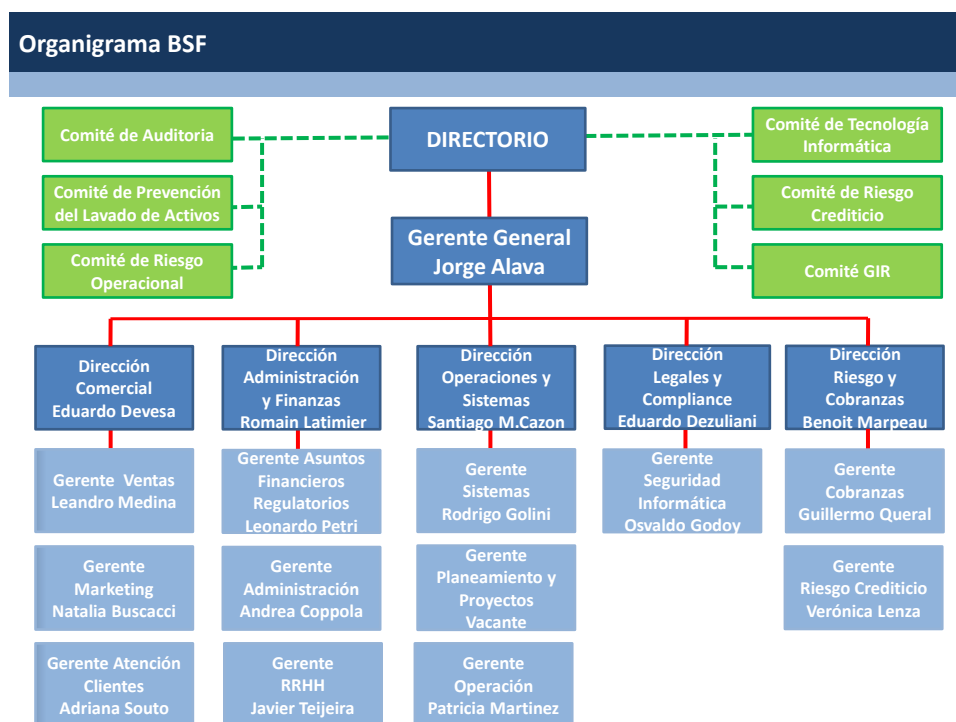 Organigrama BSF
Comité de Auditoria
DIRECTORIO
Comité de Tecnología
Informática
Comité de Prevención
del Lavado de Activos
Comité de Riesgo
Crediticio
Gerente General
Jorge Alava
Comité de Riesgo
Operacional
Comité GIR
Dirección
Comercial
Eduardo Devesa
Dirección
Administración
y Finanzas
Romain Latimier
Dirección
Operaciones y
Sistemas
Santiago M.Cazon
Dirección
Legales y
Compliance
Eduardo Dezuliani
Dirección
Riesgo y
Cobranzas
Benoit Marpeau
Gerente Ventas
Leandro Medina
Gerente Asuntos
Financieros
Regulatorios
Leonardo Petri
Gerente
Sistemas
Rodrigo Golini
Gerente
Seguridad
Informática
Osvaldo Godoy
Gerente
Cobranzas
Guillermo Queral
Gerente
Marketing
Natalia Buscacci
Gerente
Administración
Andrea Coppola
Gerente
Planeamiento y
Proyectos
Vacante
Gerente
Riesgo Crediticio
Verónica Lenza
Gerente Atención
Clientes
Adriana Souto
Gerente
RRHH
Javier Teijeira
Gerente
Operación
Patricia Martinez